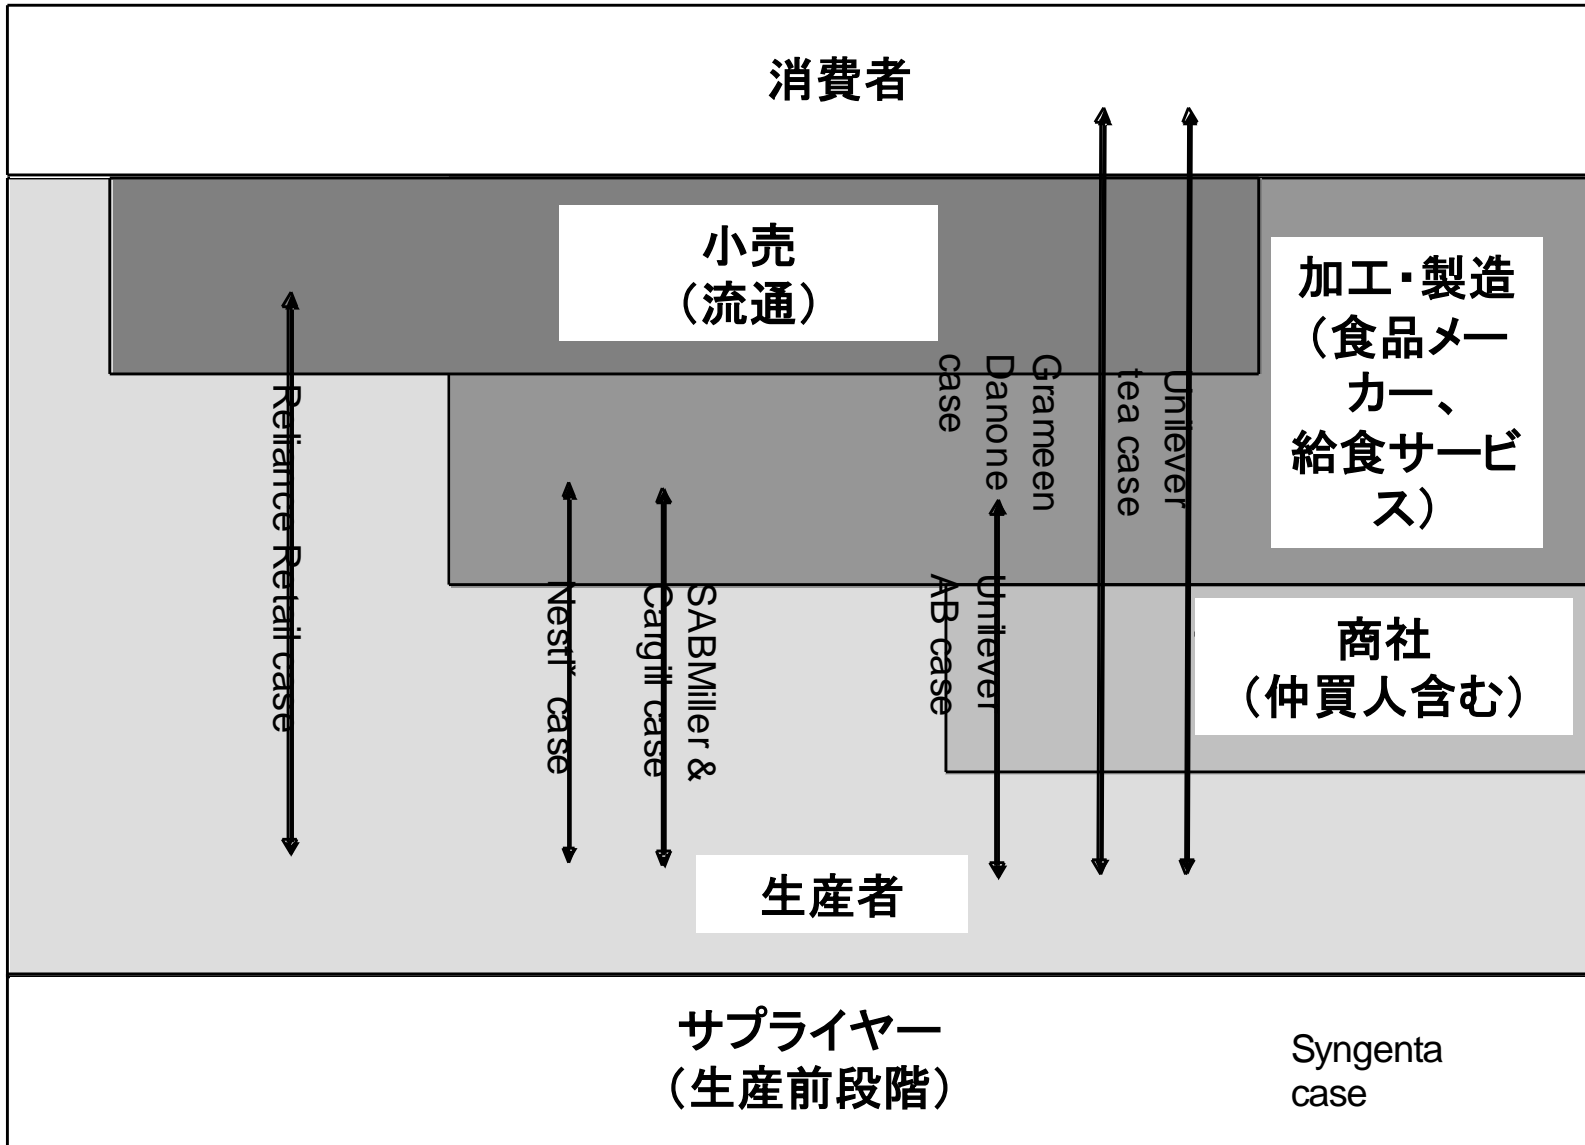 消費者
小売
（流通）
加工・製造
（食品メー
カー、
給食サービ
ス）
Reliance Retail case
Nestl" case
SABMiller &
Cargill case
Grameen
Danone
case
Unilever
tea case
Unilever
AB case
商社
（仲買人含む）
生産者
サプライヤー
（生産前段階）
Syngenta
case